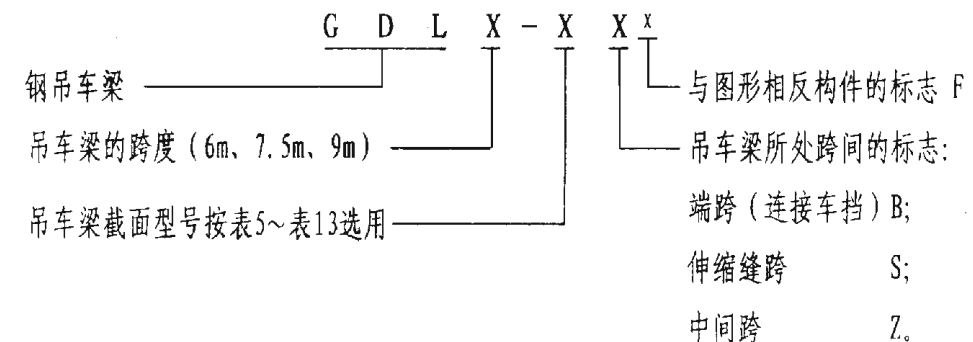 G D L X - X X x
钢吊车梁
与图形相反构件的标志 F
吊车梁的跨度（6m、7.5m、9m）
吊车梁所处跨间的标志:
端跨（连接车挡）B;
吊车梁截面型号按表5~表13选用
伸缩缝跨 S;
中间跨 Z。